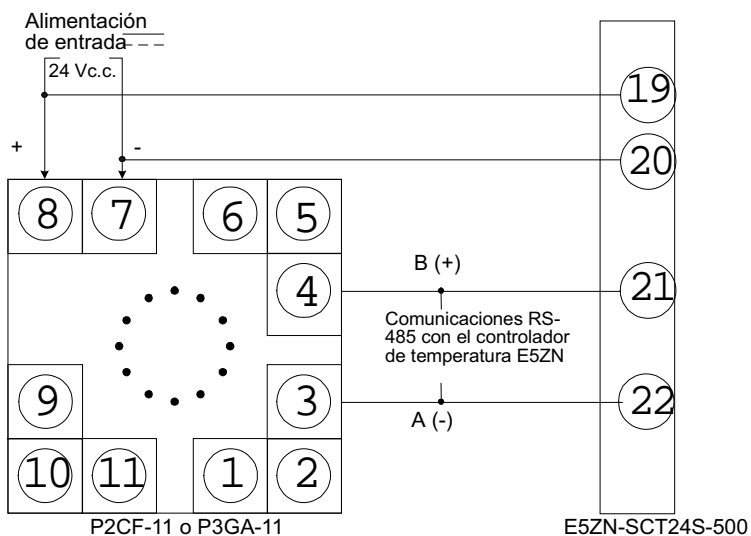 Alimentación
de entrada
24 Vc.c.
+
-
19
20
8
7
6
5
4
B (+)
21
Comunicaciones RS-
485 con el controlador
de temperatura E5ZN
9
3
A (-)
22
10
11
1
2
P2CF-11 o P3GA-11
E5ZN-SCT24S-500